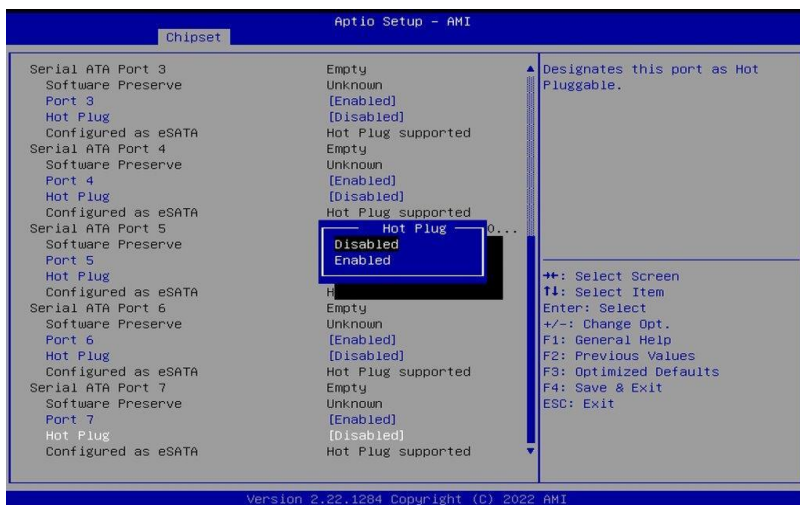 Aptio Setup – AMI
Chipset
Serial ATA Port 3 Empty
Software Preserve Unknown
Port 3 [Enabled]
Hot Plug [Disabled]
Configured as eSATA Hot Plug supported
Serial ATA Port 4 Empty
Software Preserve Unknown
Port 4 [Enabled]
Hot Plug [Disabled]
Configured as eSATA Hot Plug supported
Serial ATA Port 5 0...
Software Preserve
Port 5
Hot Plug
Configured as eSATA H
Serial ATA Port 6 Empty
Software Preserve Unknown
Port 6 [Enabled]
Hot Plug [Disabled]
Configured as eSATA Hot Plug supported
Serial ATA Port 7 Empty
Software Preserve Unknown
Port 7 [Enabled]
Hot Plug [Disabled]
Configured as eSATA Hot Plug supported
Hot Plug
Disabled
Enabled
Designates this port as Hot
Pluggable.
→←: Select Screen
↑↓: Select Item
Enter: Select
+/-: Change Opt.
F1: General Help
F2: Previous Values
F3: Optimized Defaults
F4: Save & Exit
ESC: Exit
Version 2.22.1284 Copyright (C) 2022 AMI